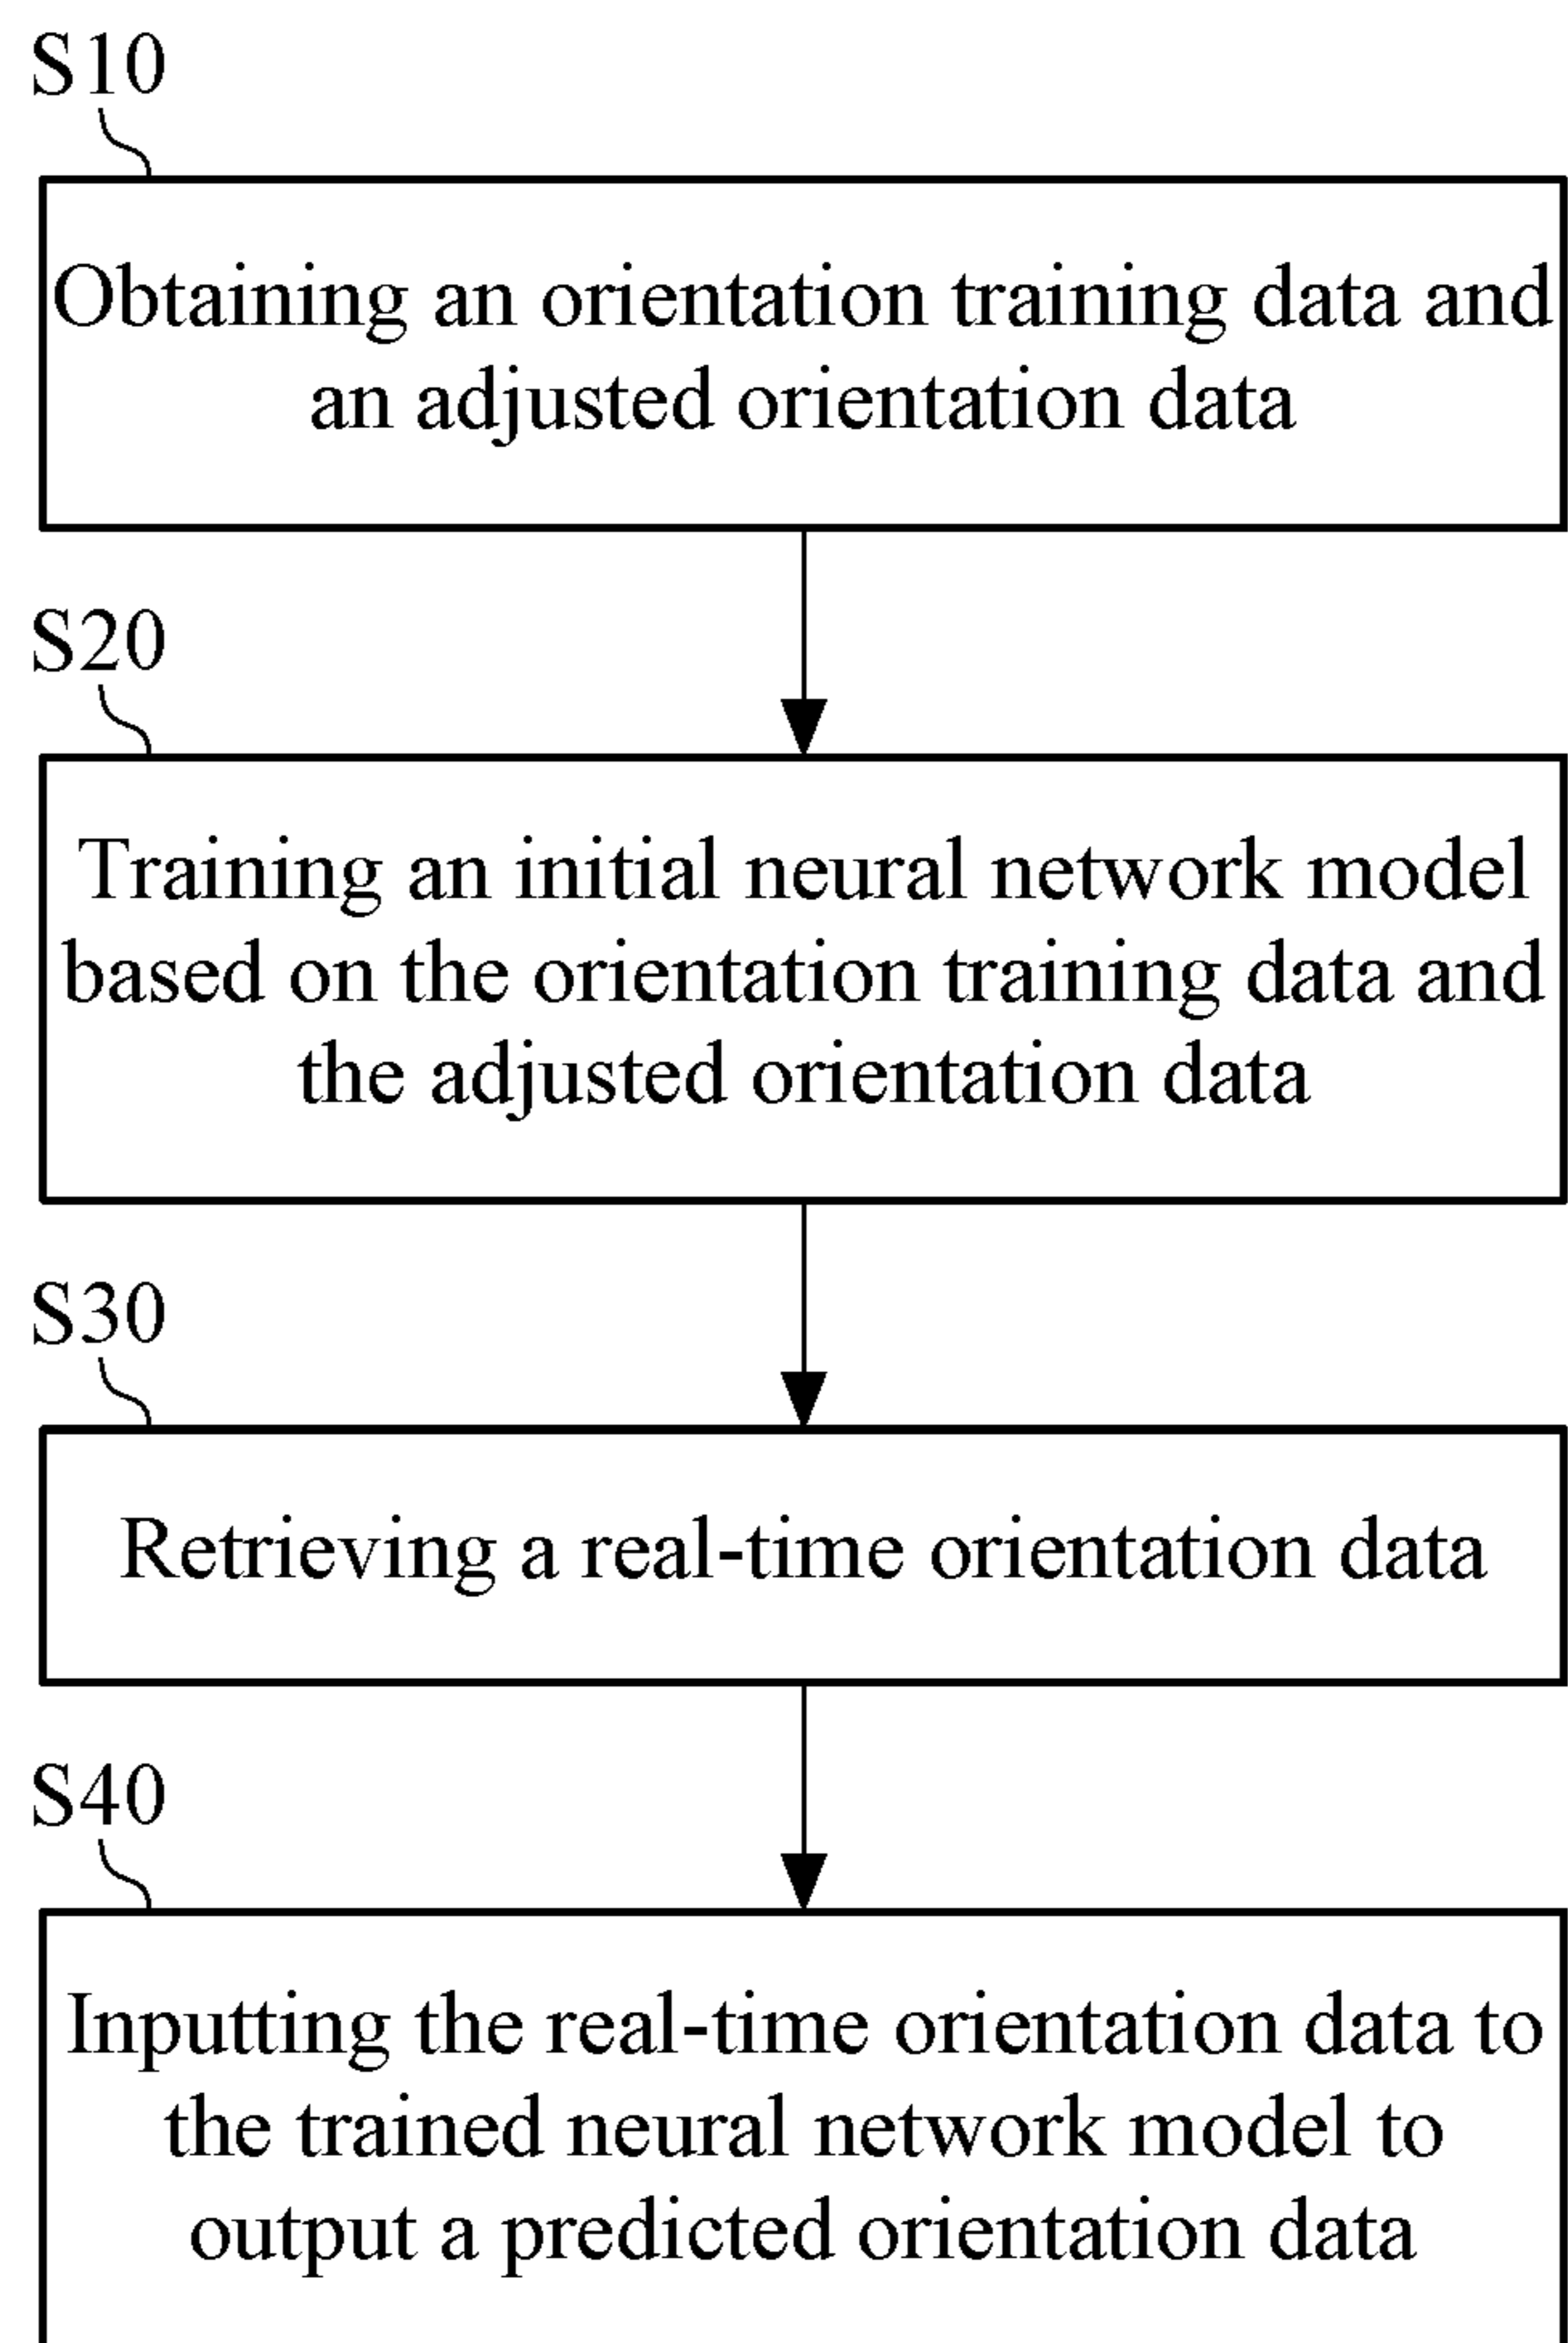 S10
Obtaining an orientation training data and
an adjusted orientation data
S20
Training an initial neural network model
based on the orientation training data and
the adjusted orientation data
S30
Retrieving a real-time orientation data
S40
Inputting the real-time orientation data to
the trained neural network model to
output a predicted orientation data